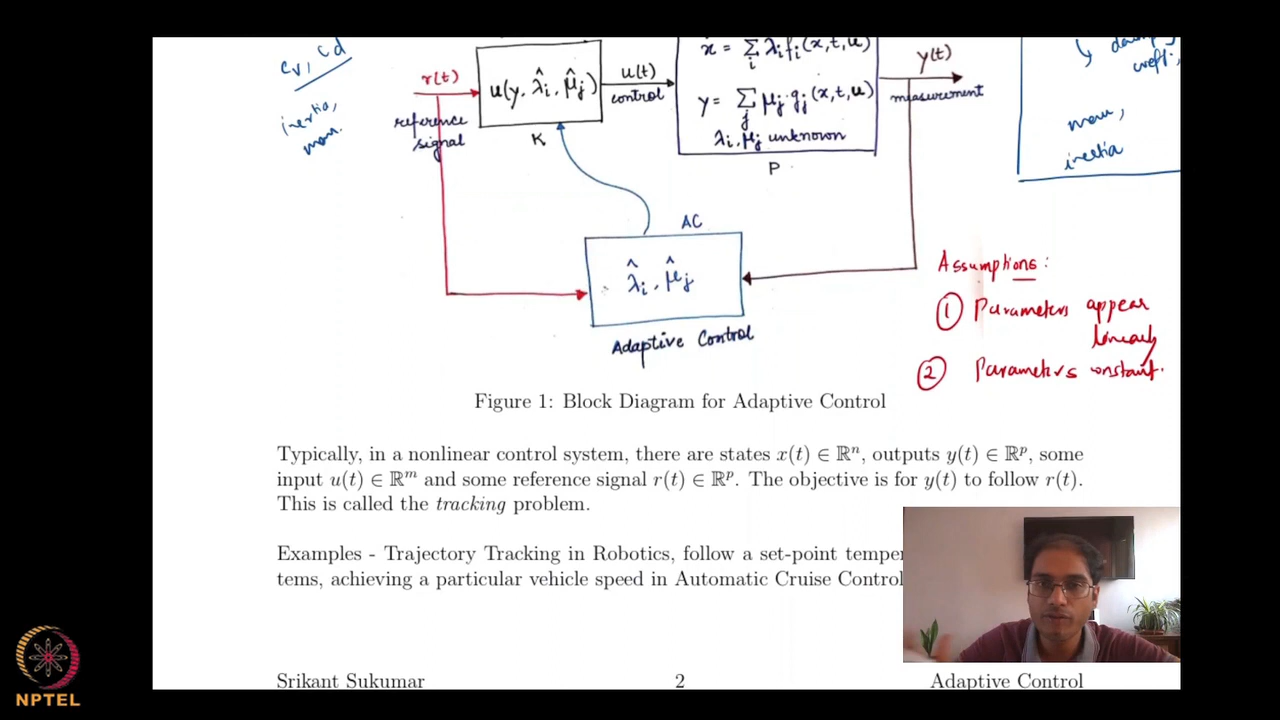 cv, cd
inertia,
mom.
r(t)
reference
signal
u(y, λ̂i, μ̂j)
K
u(t)
control
ẋ = Σ λi fi(x,t,u)
i
y = Σ μj gj(x,t,u)
j
λi, μj unknown
P
y(t)
measurement
coeff.,
mom,
inertia
AC
λ̂i, μ̂j
Adaptive Control
Assumptions:
① Parameters appear
linearly
② Parameters constant.
Figure 1: Block Diagram for Adaptive Control
Typically, in a nonlinear control system, there are states x(t) ∈ ℝⁿ, outputs y(t) ∈ ℝᵖ, some
input u(t) ∈ ℝᵐ and some reference signal r(t) ∈ ℝᵖ. The objective is for y(t) to follow r(t).
This is called the tracking problem.
Examples - Trajectory Tracking in Robotics, follow a set-point temper
tems, achieving a particular vehicle speed in Automatic Cruise Control
Srikant Sukumar 2 Adaptive Control
NPTEL